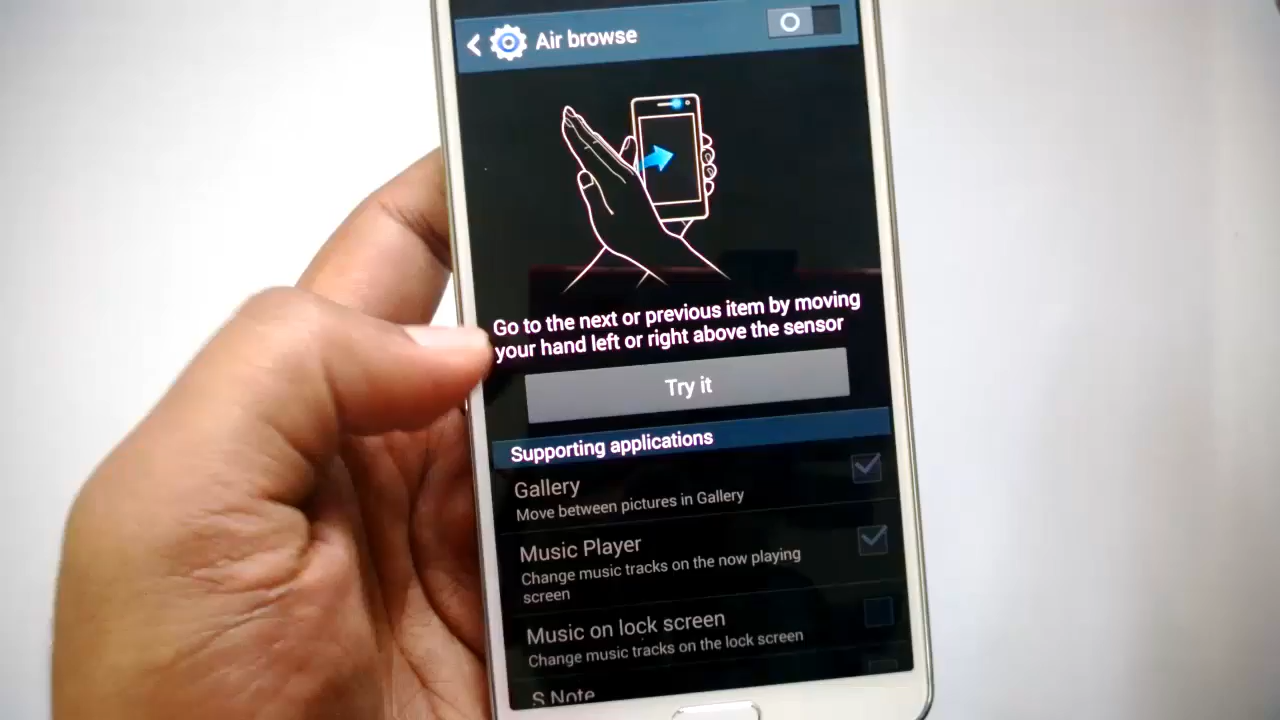 Air browse
Go to the next or previous item by moving
your hand left or right above the sensor
Try it
Supporting applications
Gallery
Move between pictures in Gallery
Music Player
Change music tracks on the now playing
screen
Music on lock screen
Change music tracks on the lock screen
S Note